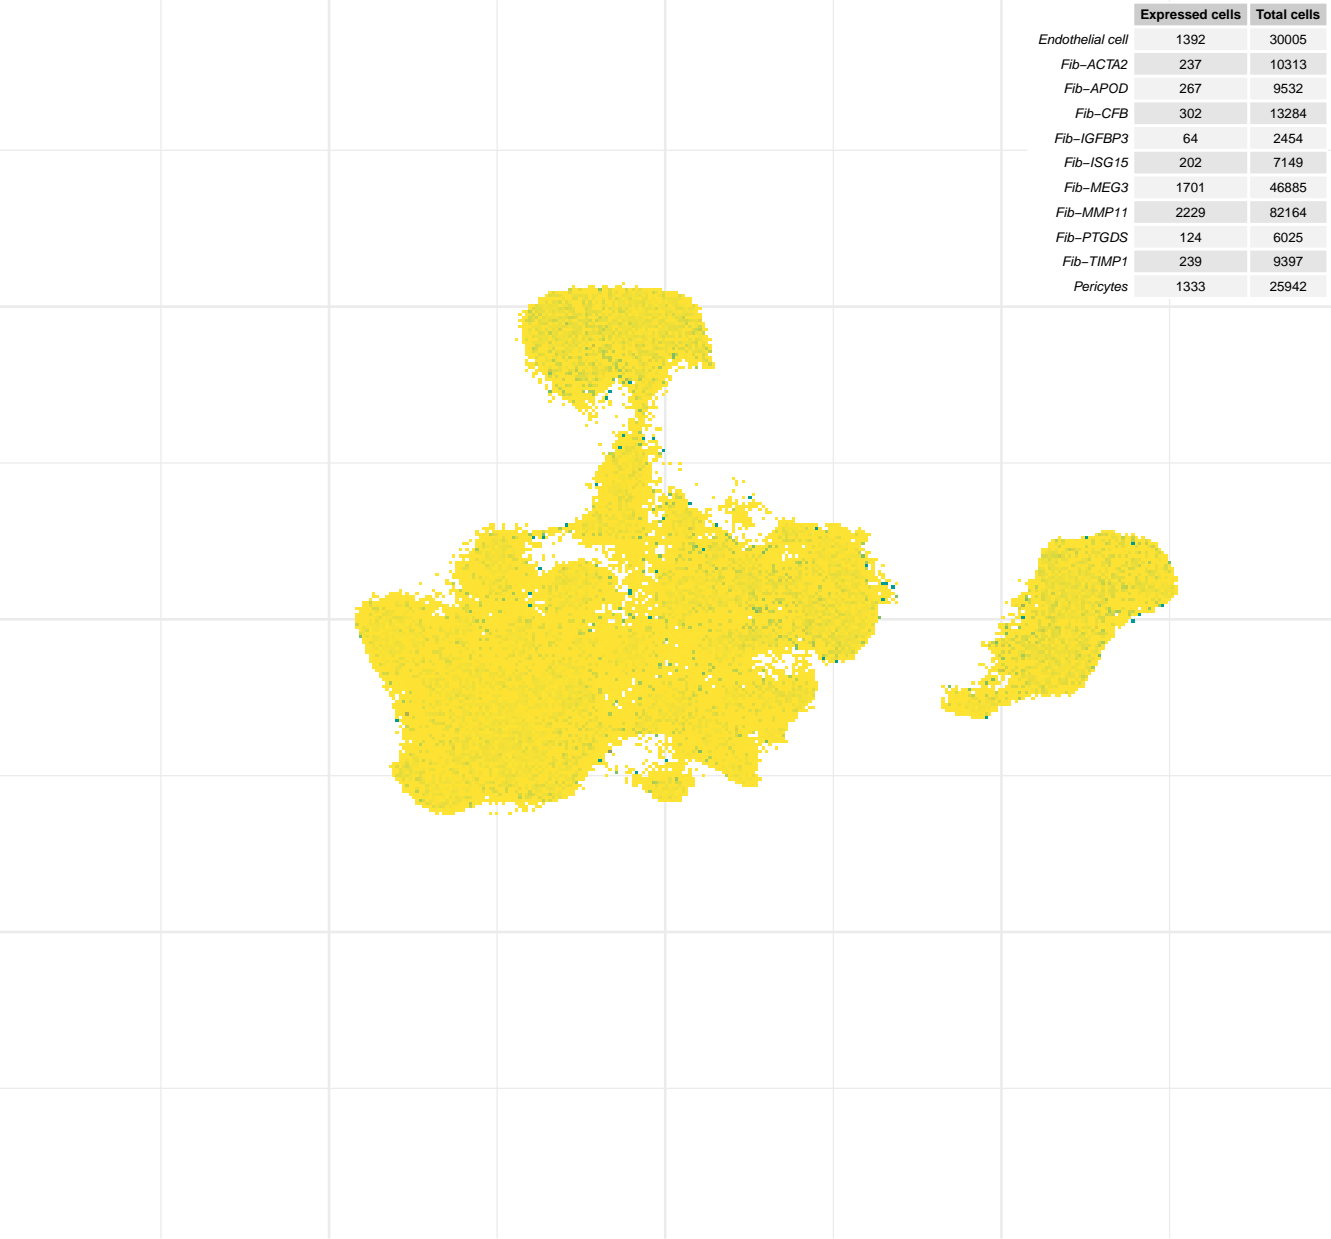 Expressed cells Total cells
Endothelial cell 1392 30005
Fib−ACTA2 237 10313
Fib−APOD 267 9532
Fib−CFB 302 13284
Fib−IGFBP3 64 2454
Fib−ISG15 202 7149
Fib−MEG3 1701 46885
Fib−MMP11 2229 82164
Fib−PTGDS 124 6025
Fib−TIMP1 239 9397
Pericytes 1333 25942